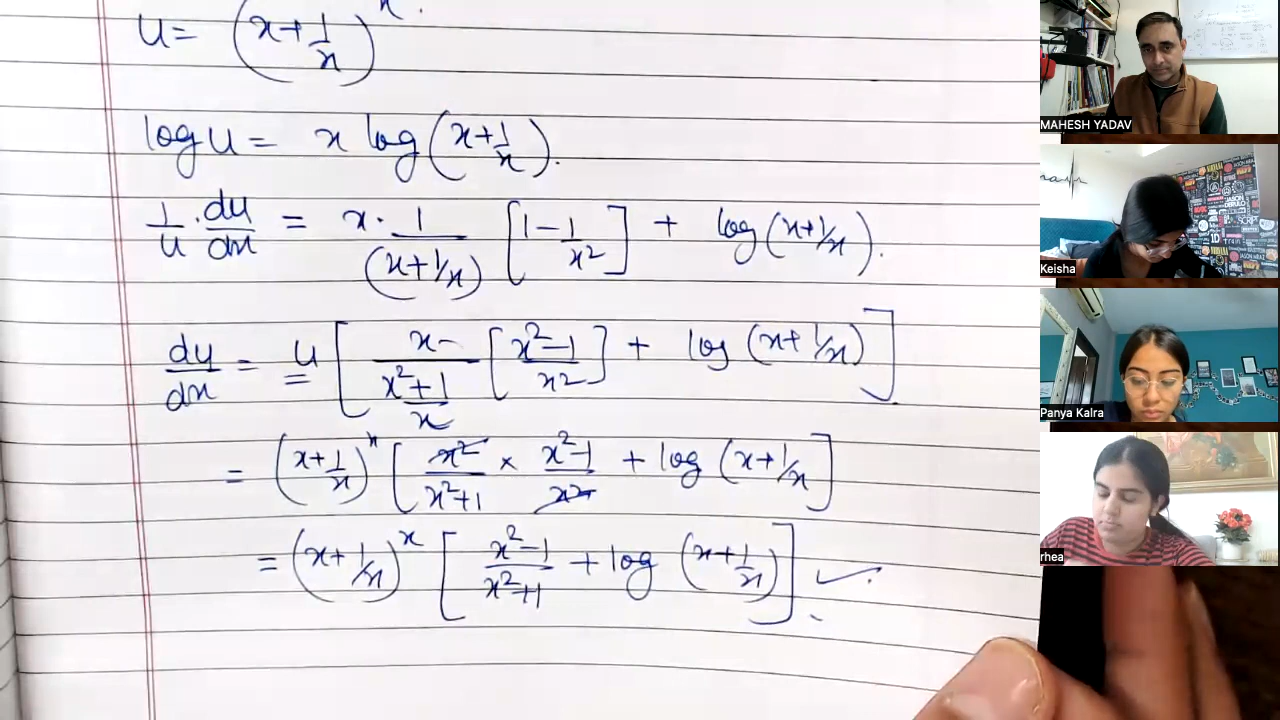 u = (x+1/x)^x.
log u = x log(x+1/x).
1/u . du/dx = x. 1/(x+1/x) [1 - 1/x²] + log(x+1/x).
du/dx = u [ x/((x²+1)/x) [(x²-1)/x²] + log(x+1/x) ]
= (x+1/x)^x [ x²/(x²+1) × (x²-1)/x² + log(x+1/x) ]
= (x+1/x)^x [ (x²-1)/(x²+1) + log(x+1/x) ]
MAHESH YADAV
Keisha
Panya Kalra
rhea